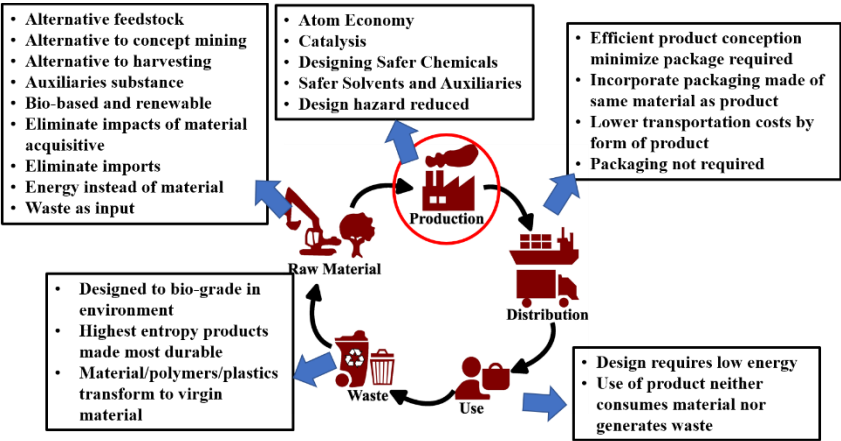 • Alternative feedstock
• Alternative to concept mining
• Alternative to harvesting
• Auxiliaries substance
• Bio-based and renewable
• Eliminate impacts of material
acquisitive
• Eliminate imports
• Energy instead of material
• Waste as input
• Atom Economy
• Catalysis
• Designing Safer Chemicals
• Safer Solvents and Auxiliaries
• Design hazard reduced
• Efficient product conception
minimize package required
• Incorporate packaging made of
same material as product
• Lower transportation costs by
form of product
• Packaging not required
Production
Raw Material
Distribution
• Designed to bio-grade in
environment
• Highest entropy products
made most durable
• Material/polymers/plastics
transform to virgin
material
Waste
Use
• Design requires low energy
• Use of product neither
consumes material nor
generates waste